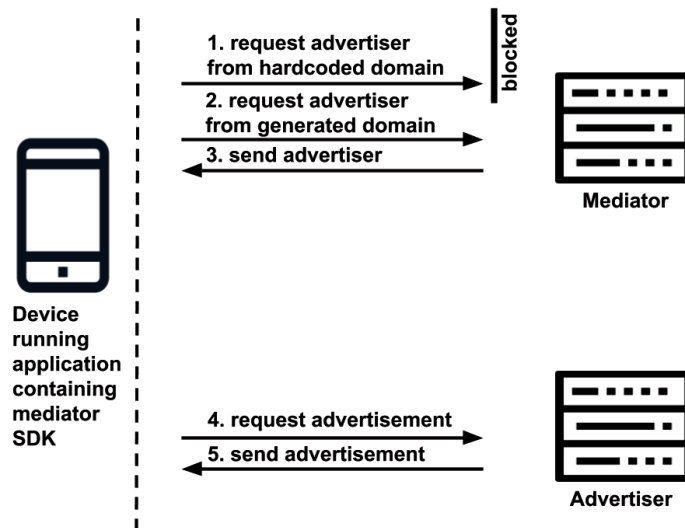 1. request advertiser
from hardcoded domain
blocked
2. request advertiser
from generated domain
3. send advertiser
Mediator
Device
running
application
containing
mediator
SDK
4. request advertisement
5. send advertisement
Advertiser